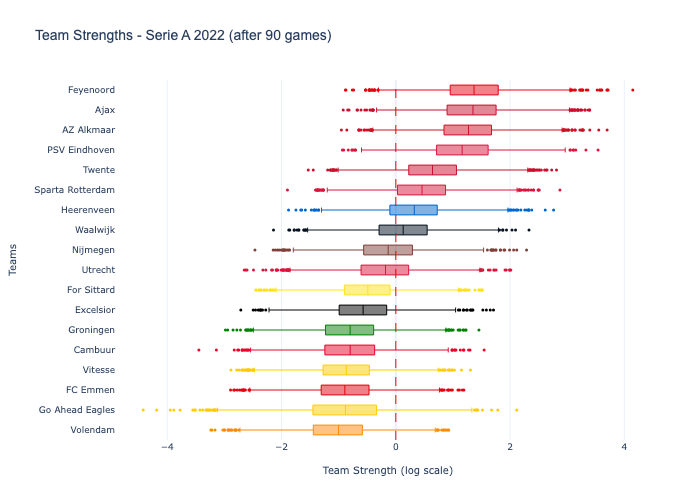 Team Strengths - Serie A 2022 (after 90 games)
Feyenoord
Ajax
AZ Alkmaar
PSV Eindhoven
Twente
Sparta Rotterdam
Heerenveen
Waalwijk
Nijmegen
Utrecht
For Sittard
Excelsior
Groningen
Cambuur
Vitesse
FC Emmen
Go Ahead Eagles
Volendam
Teams
−4 −2 0 2 4
Team Strength (log scale)